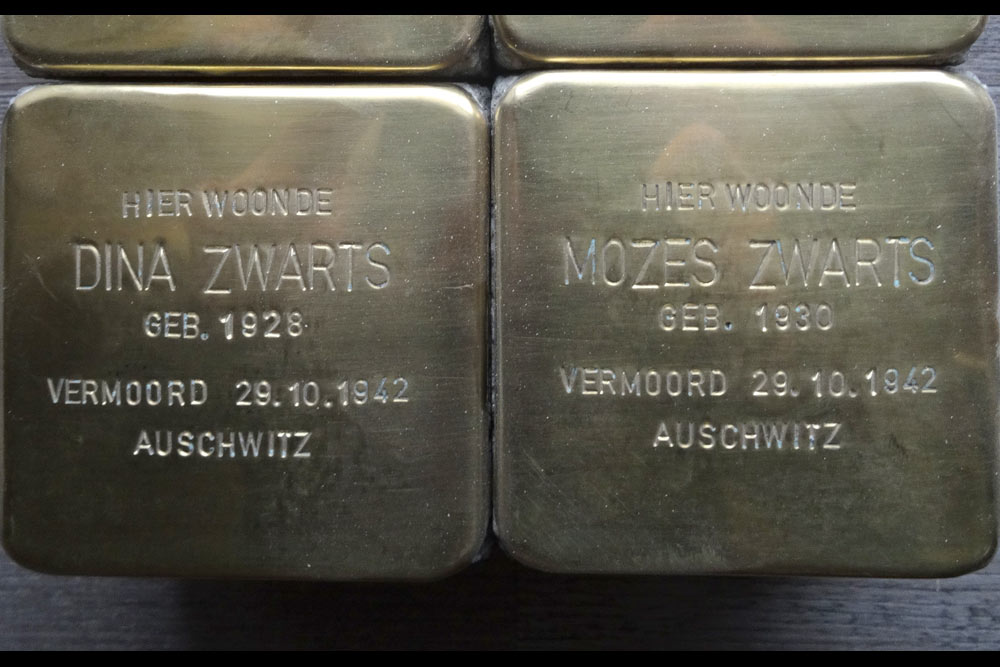 HIER WOONDE
DINA ZWARTS
GEB. 1928
VERMOORD 29.10.1942
AUSCHWITZ
HIER WOONDE
MOZES ZWARTS
GEB. 1930
VERMOORD 29.10.1942
AUSCHWITZ